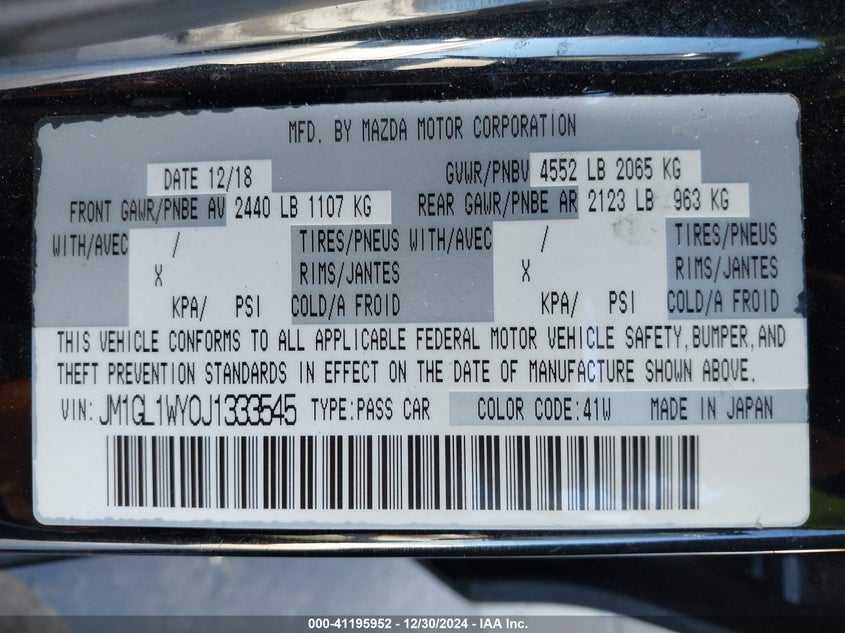 MFD. BY MAZDA MOTOR CORPORATION
DATE 12/18 GVWR/PNBV 4552 LB 2065 KG
FRONT GAWR/PNBE AV 2440 LB 1107 KG REAR GAWR/PNBE AR 2123 LB 963 KG
WITH/AVEC / TIRES/PNEUS WITH/AVEC / TIRES/PNEUS
X RIMS/JANTES X RIMS/JANTES
KPA/ PSI COLD/A FROID KPA/ PSI COLD/A FROID
THIS VEHICLE CONFORMS TO ALL APPLICABLE FEDERAL MOTOR VEHICLE SAFETY, BUMPER, AND
THEFT PREVENTION STANDARDS IN EFFECT ON THE DATE OF MANUFACTURE SHOWN ABOVE.
VIN: JM1GL1WY0J1333545 TYPE:PASS CAR COLOR CODE:41W MADE IN JAPAN
000-41195952 / 12/30/2024 - IAA Inc.